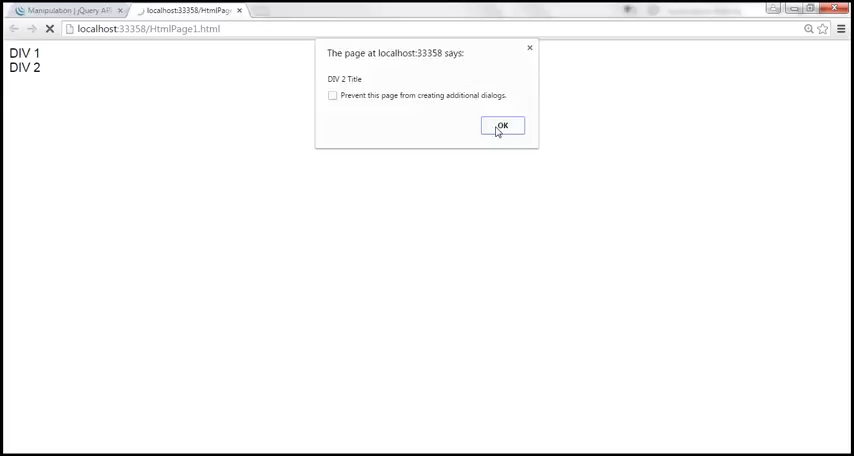 Manipulation | jQuery API
localhost:33358/HtmlPage
localhost:33358/HtmlPage1.html
DIV 1
DIV 2
The page at localhost:33358 says:
DIV 2 Title
Prevent this page from creating additional dialogs.
OK